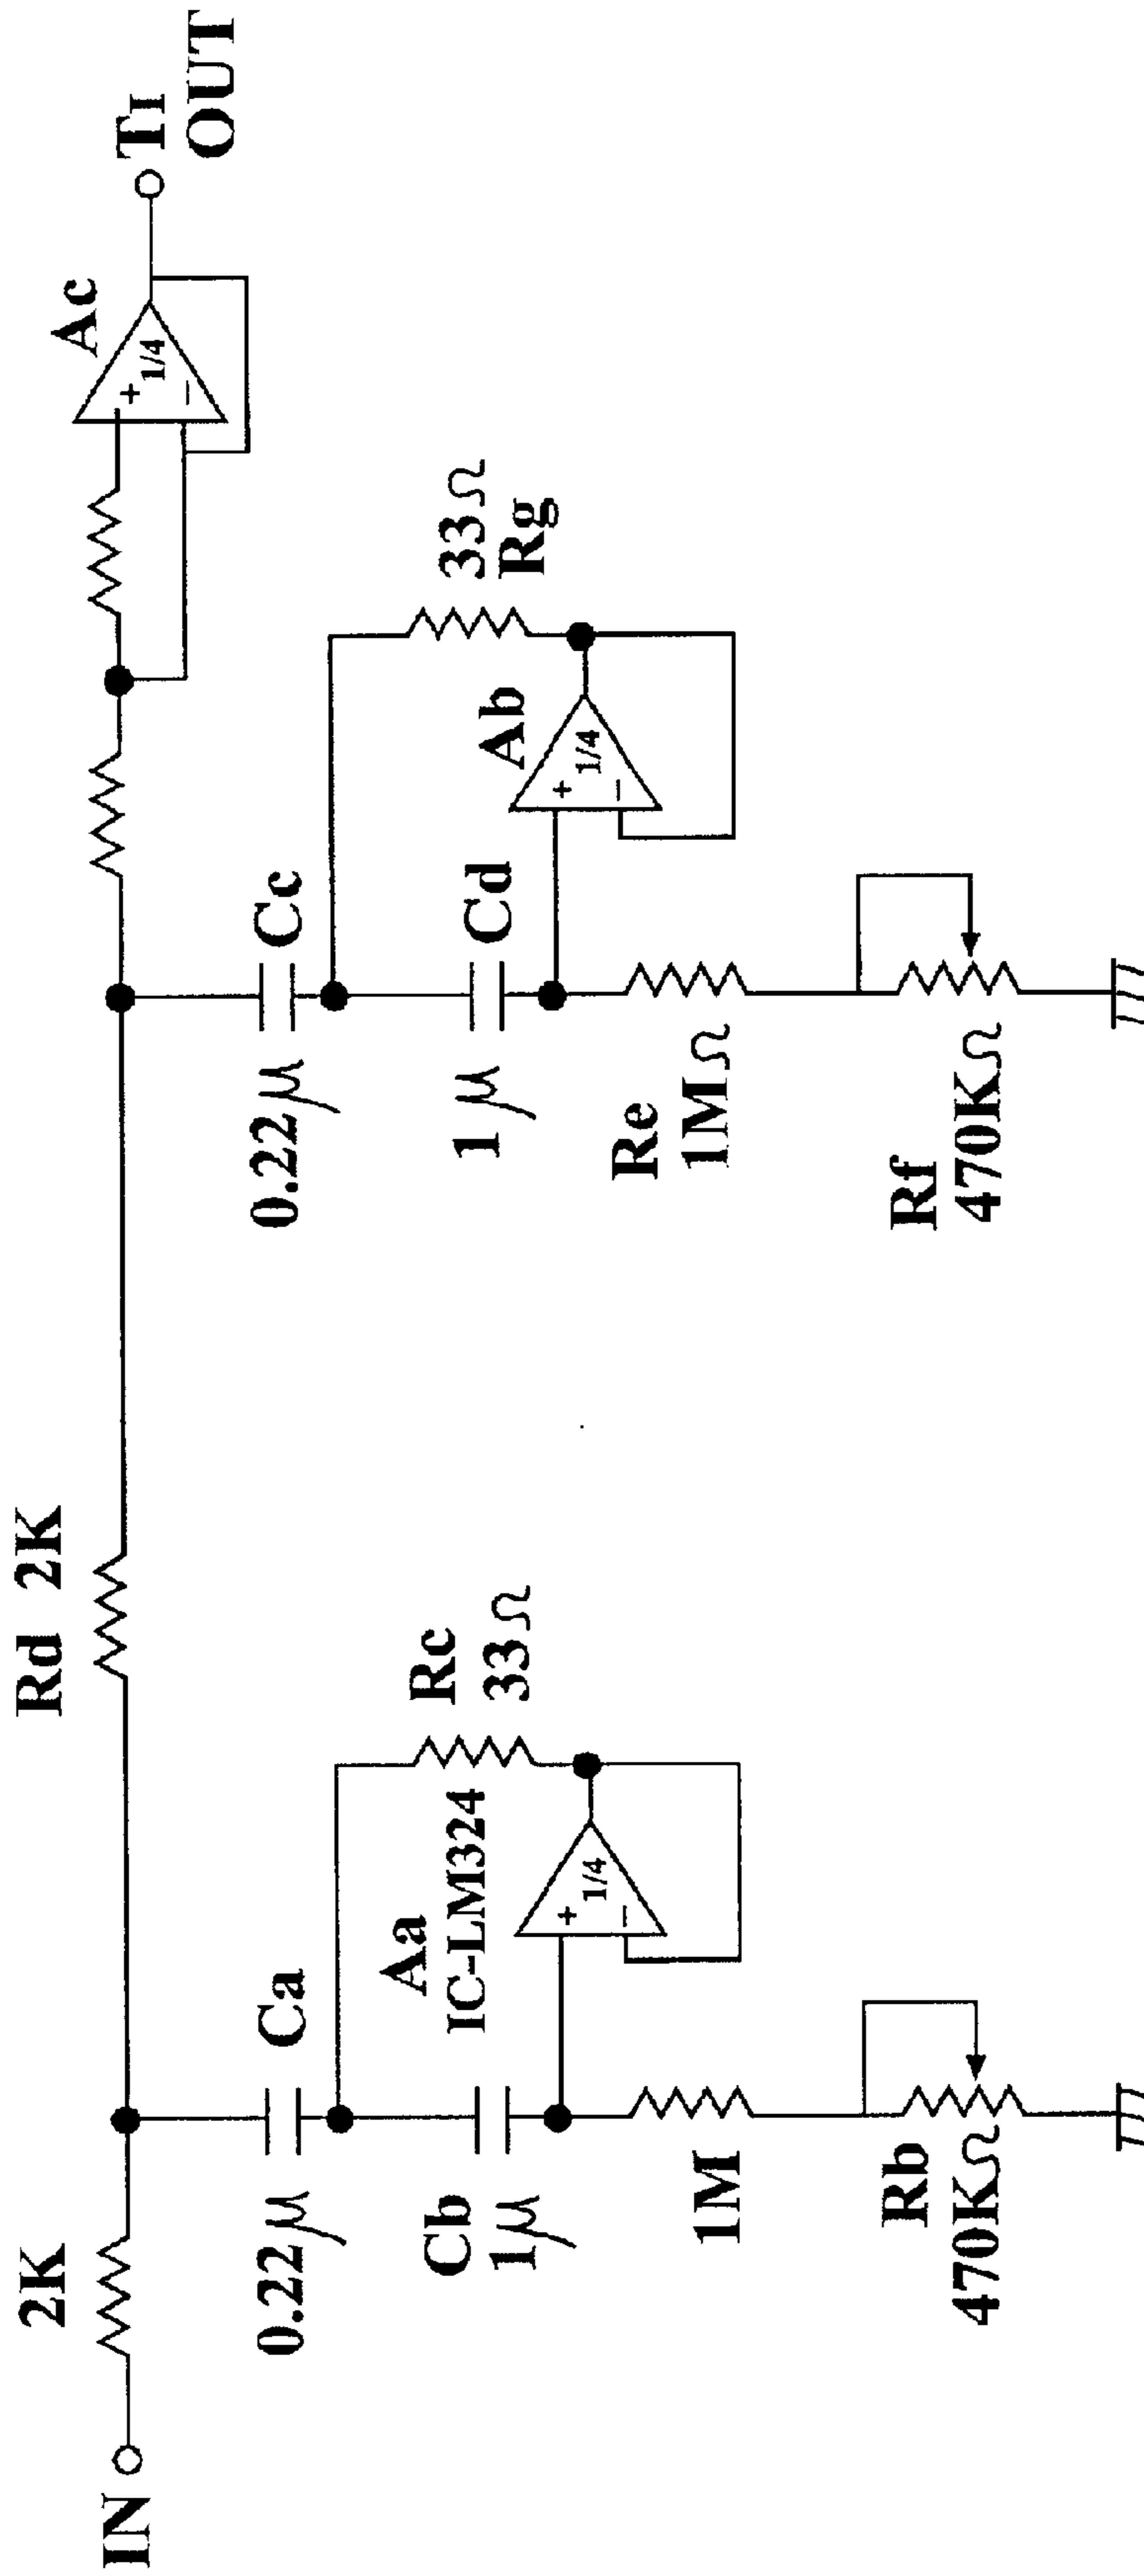 IN
2K
0.22μ
Ca
Cb
1μ
1M
Rb
470KΩ
Aa
IC-LM324
+
1/4
−
Rc
33Ω
Rd 2K
0.22μ
Cc
1μ
Cd
Re
1MΩ
Rf
470KΩ
Ab
+
1/4
−
33Ω
Rg
Ac
+
1/4
−
T1
OUT